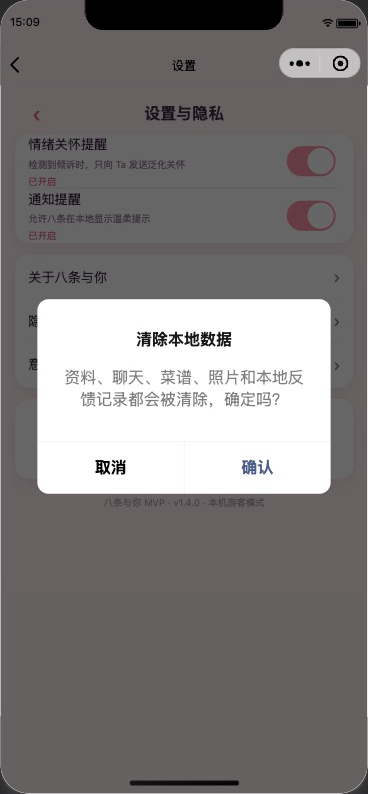 15:09
设置
设置与隐私
情绪关怀提醒
检测到倾诉时，只向 Ta 发送泛化关怀
已开启
通知提醒
允许八条在本地显示温柔提示
已开启
关于八条与你
隐
意
清除本地数据
资料、聊天、菜谱、照片和本地反
馈记录都会被清除，确定吗？
取消
确认
八条与你 MVP · v1.4.0 · 本机游客模式